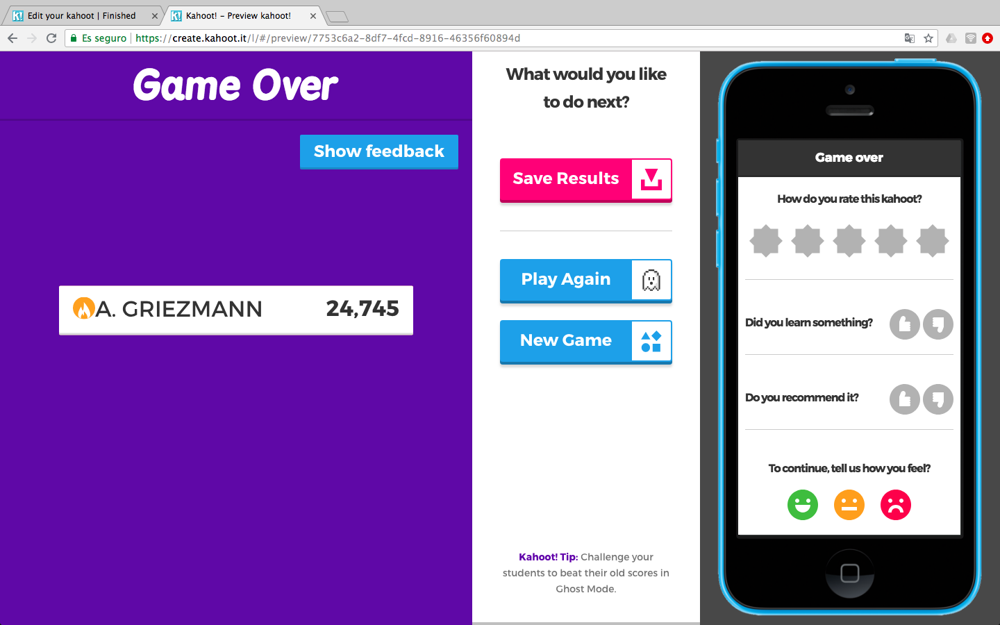 Edit your kahoot | Finished
Kahoot! - Preview kahoot!
Es seguro
https://create.kahoot.it/l/#/preview/7753c6a2-8df7-4fcd-8916-46356f60894d
Game Over
Show feedback
A. GRIEZMANN 24,745
What would you like
to do next?
Save Results
Play Again
New Game
Kahoot! Tip: Challenge your
students to beat their old scores in
Ghost Mode.
Game over
How do you rate this kahoot?
Did you learn something?
Do you recommend it?
To continue, tell us how you feel?